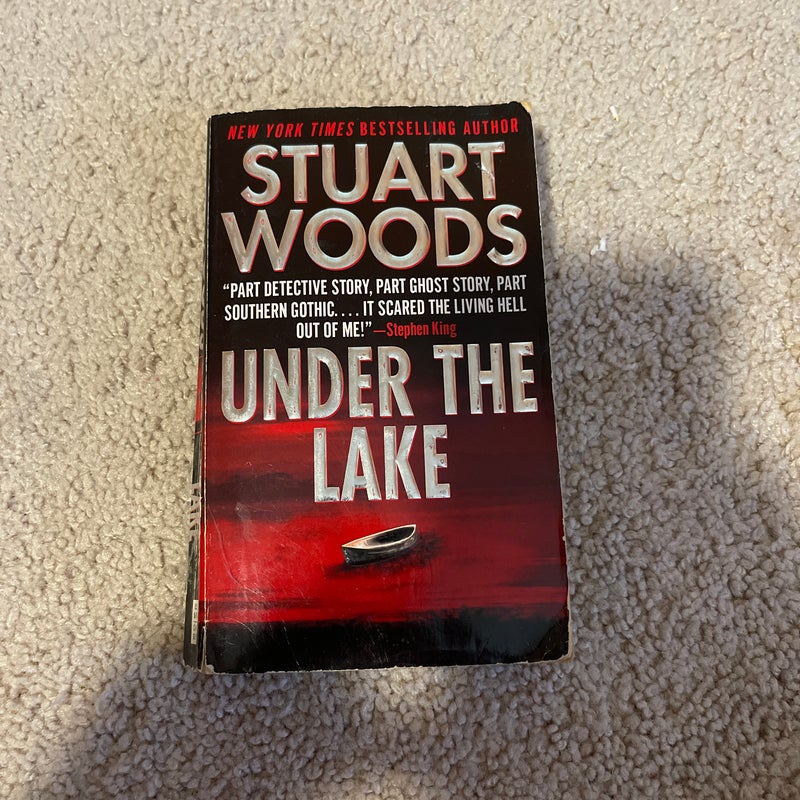 NEW YORK TIMES BESTSELLING AUTHOR
STUART
WOODS
“PART DETECTIVE STORY, PART GHOST STORY, PART
SOUTHERN GOTHIC. . . . IT SCARED THE LIVING HELL
OUT OF ME!”—Stephen King
UNDER THE
LAKE